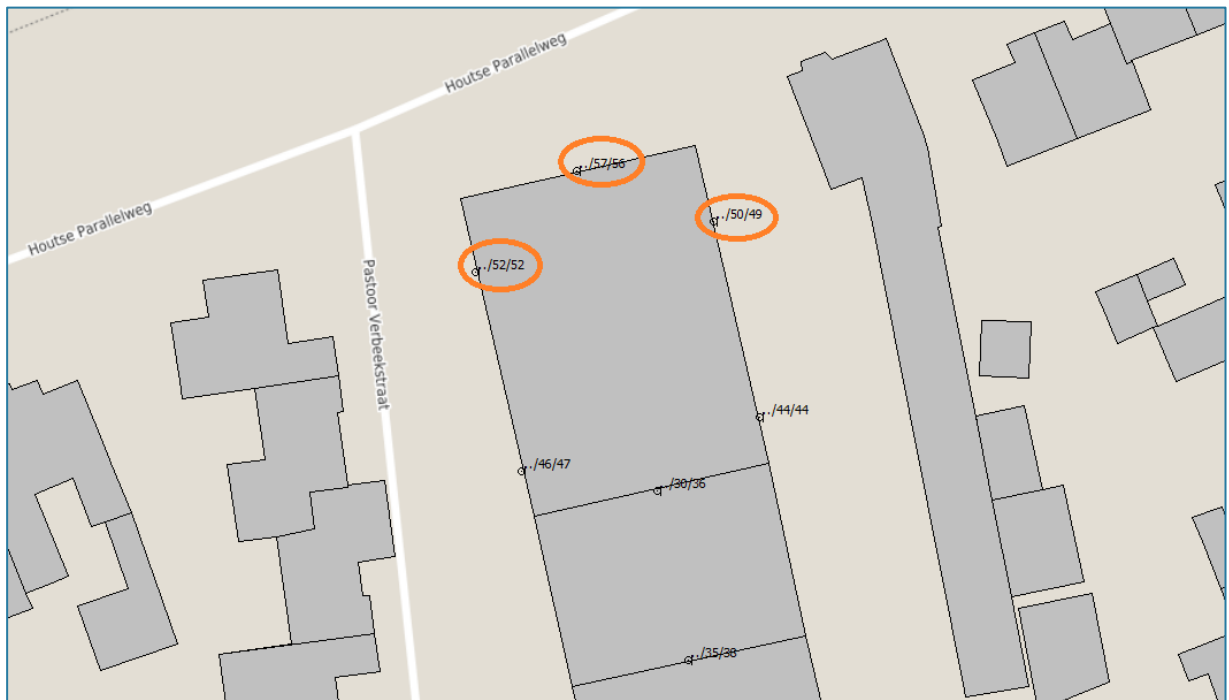 Houtse Parallelweg
../57/56
Houtse Parallelweg
../50/49
../52/52
Pastoor Verbeekstraat
../44/44
../46/47
../30/36
../35/38